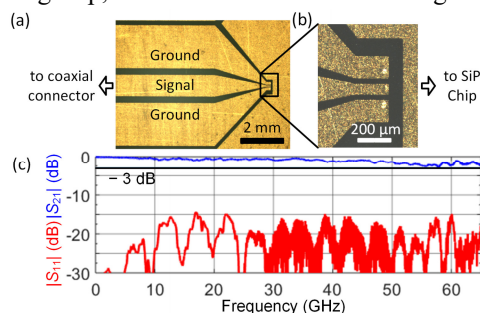 (a)
(b)
Ground
to coaxial
connector
Signal
Ground
2 mm
200 µm
to SiP
Chip
(c)
|S11| (dB) |S21| (dB)
0
-10
-20
-30
− 3 dB
0 10 20 30 40 50 60
Frequency (GHz)